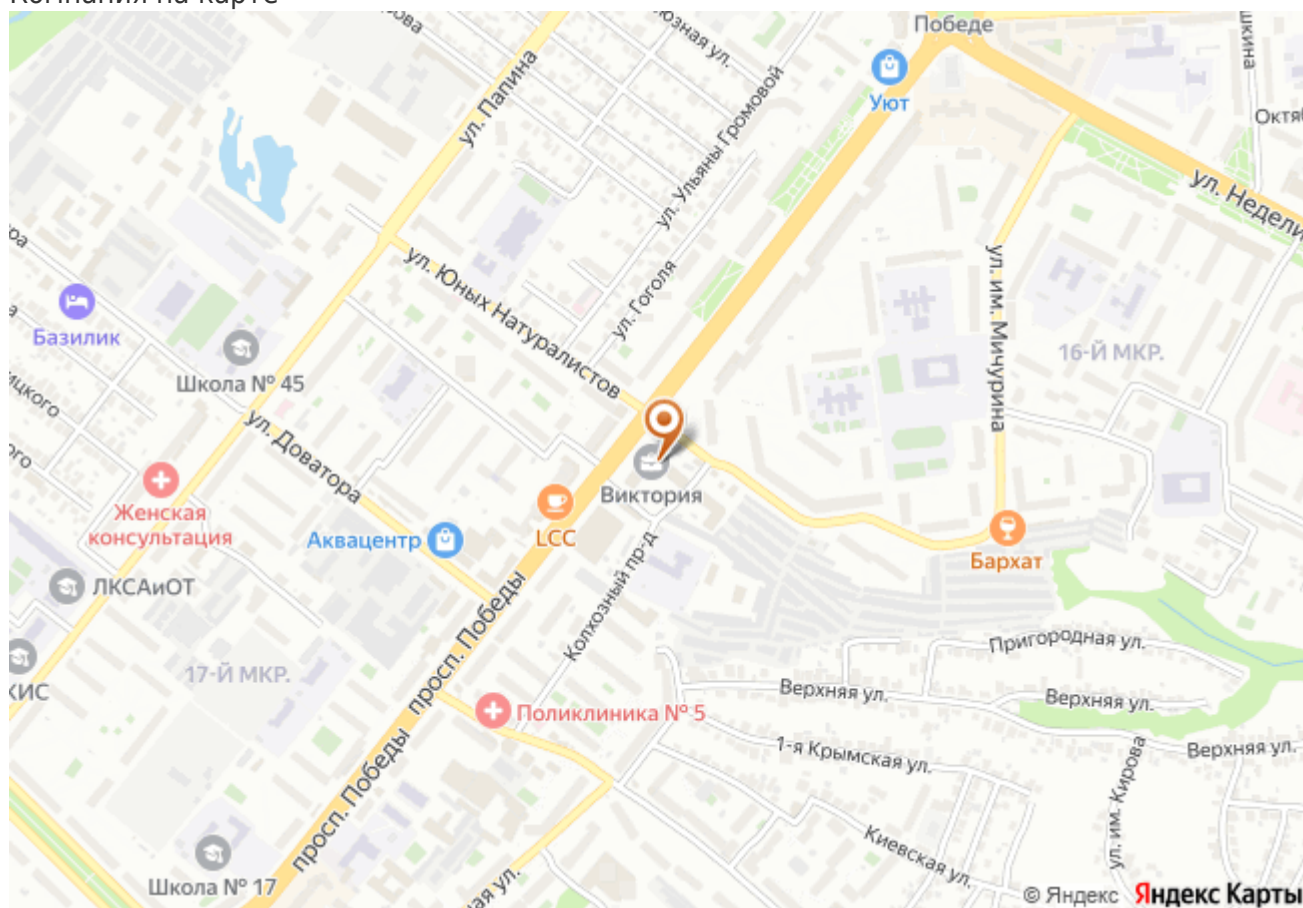 Компания на карте
Победе
Уют
ул. Папина
ул. Ульяны Громовой
ул. Гоголя
ул. Юных Натуралистов
ул. Недели
ул. им. Мичурина
16-Й МКР.
Базилик
Школа № 45
ул. Доватора
Женская
консультация
Аквацентр
LCC
Виктория
Бархат
ЛКСАиОТ
Колхозный пр-д
просп. Победы
17-Й МКР.
Поликлиника № 5
просп. Победы
Пригородная ул.
Верхняя ул.
Верхняя ул.
Верхняя ул.
1-я Крымская ул.
ул. им. Кирова
Киевская ул.
Школа № 17
© Яндекс Яндекс Карты